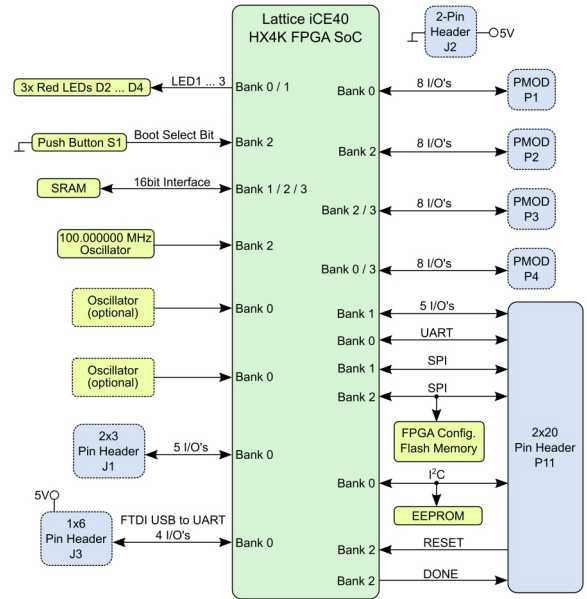 Lattice iCE40
HX4K FPGA SoC
2-Pin
Header
J2
5V
3x Red LEDs D2 ... D4
LED1 ... 3
Bank 0 / 1
Push Button S1
Boot Select Bit
Bank 2
SRAM
16bit Interface
Bank 1 / 2 / 3
100.000000 MHz
Oscillator
Bank 2
Oscillator
(optional)
Bank 0
Oscillator
(optional)
Bank 0
2x3
Pin Header
J1
5 I/O's
Bank 0
5V
1x6
Pin Header
J3
FTDI USB to UART
4 I/O's
Bank 0
Bank 0
8 I/O's
PMOD
P1
Bank 2
8 I/O's
PMOD
P2
Bank 2 / 3
8 I/O's
PMOD
P3
Bank 0 / 3
8 I/O's
PMOD
P4
Bank 1
5 I/O's
Bank 0
UART
Bank 1
SPI
Bank 2
SPI
FPGA Config.
Flash Memory
2x20
Pin Header
P11
Bank 0
I²C
EEPROM
Bank 2
RESET
Bank 2
DONE